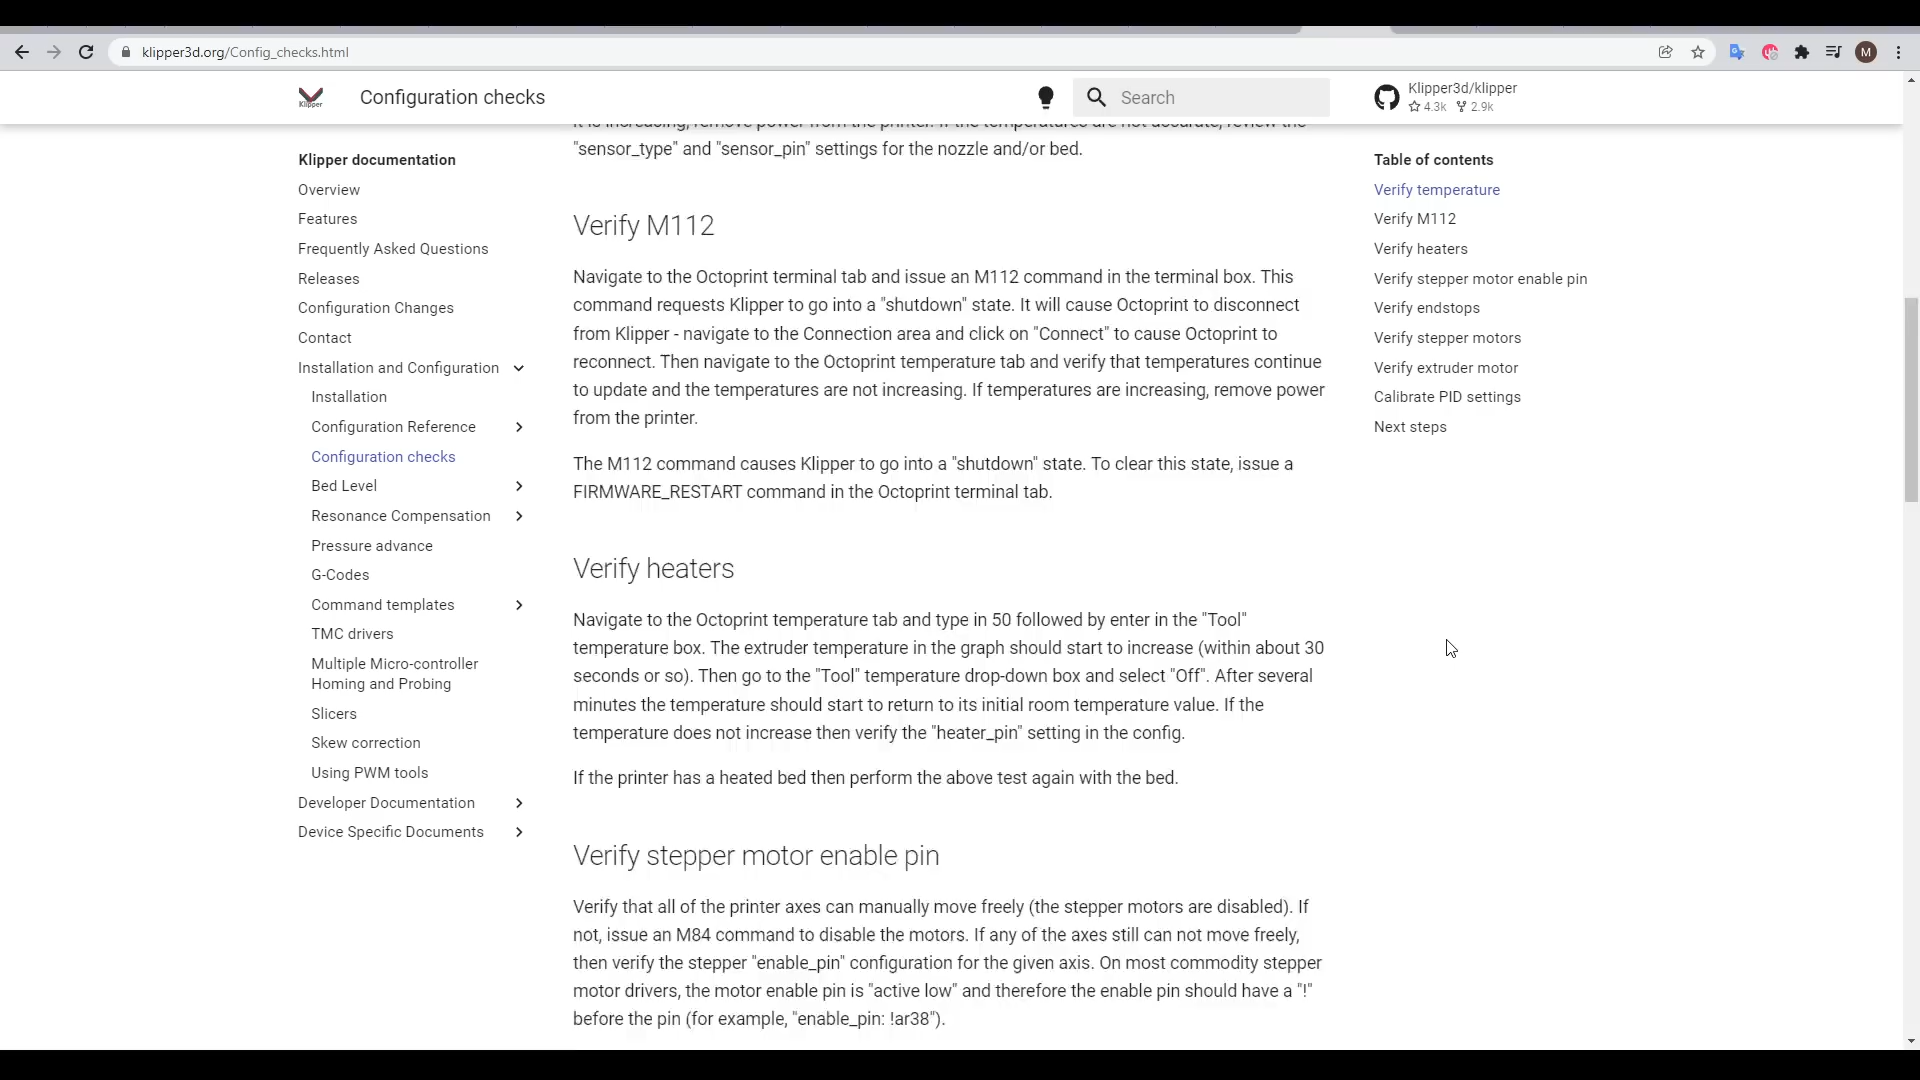 klipper3d.org/Config_checks.html
M
Klipper
Configuration checks
Search
Klipper3d/klipper
4.3k 2.9k
Klipper documentation
Overview
Features
Frequently Asked Questions
Releases
Configuration Changes
Contact
Installation and Configuration
Installation
Configuration Reference
Configuration checks
Bed Level
Resonance Compensation
Pressure advance
G-Codes
Command templates
TMC drivers
Multiple Micro-controller
Homing and Probing
Slicers
Skew correction
Using PWM tools
Developer Documentation
Device Specific Documents
it is increasing, remove power from the printer. If the temperatures are not accurate, review the
"sensor_type" and "sensor_pin" settings for the nozzle and/or bed.
Verify M112
Navigate to the Octoprint terminal tab and issue an M112 command in the terminal box. This
command requests Klipper to go into a "shutdown" state. It will cause Octoprint to disconnect
from Klipper - navigate to the Connection area and click on "Connect" to cause Octoprint to
reconnect. Then navigate to the Octoprint temperature tab and verify that temperatures continue
to update and the temperatures are not increasing. If temperatures are increasing, remove power
from the printer.
The M112 command causes Klipper to go into a "shutdown" state. To clear this state, issue a
FIRMWARE_RESTART command in the Octoprint terminal tab.
Verify heaters
Navigate to the Octoprint temperature tab and type in 50 followed by enter in the "Tool"
temperature box. The extruder temperature in the graph should start to increase (within about 30
seconds or so). Then go to the "Tool" temperature drop-down box and select "Off". After several
minutes the temperature should start to return to its initial room temperature value. If the
temperature does not increase then verify the "heater_pin" setting in the config.
If the printer has a heated bed then perform the above test again with the bed.
Verify stepper motor enable pin
Verify that all of the printer axes can manually move freely (the stepper motors are disabled). If
not, issue an M84 command to disable the motors. If any of the axes still can not move freely,
then verify the stepper "enable_pin" configuration for the given axis. On most commodity stepper
motor drivers, the motor enable pin is "active low" and therefore the enable pin should have a "!"
before the pin (for example, "enable_pin: !ar38").
Table of contents
Verify temperature
Verify M112
Verify heaters
Verify stepper motor enable pin
Verify endstops
Verify stepper motors
Verify extruder motor
Calibrate PID settings
Next steps